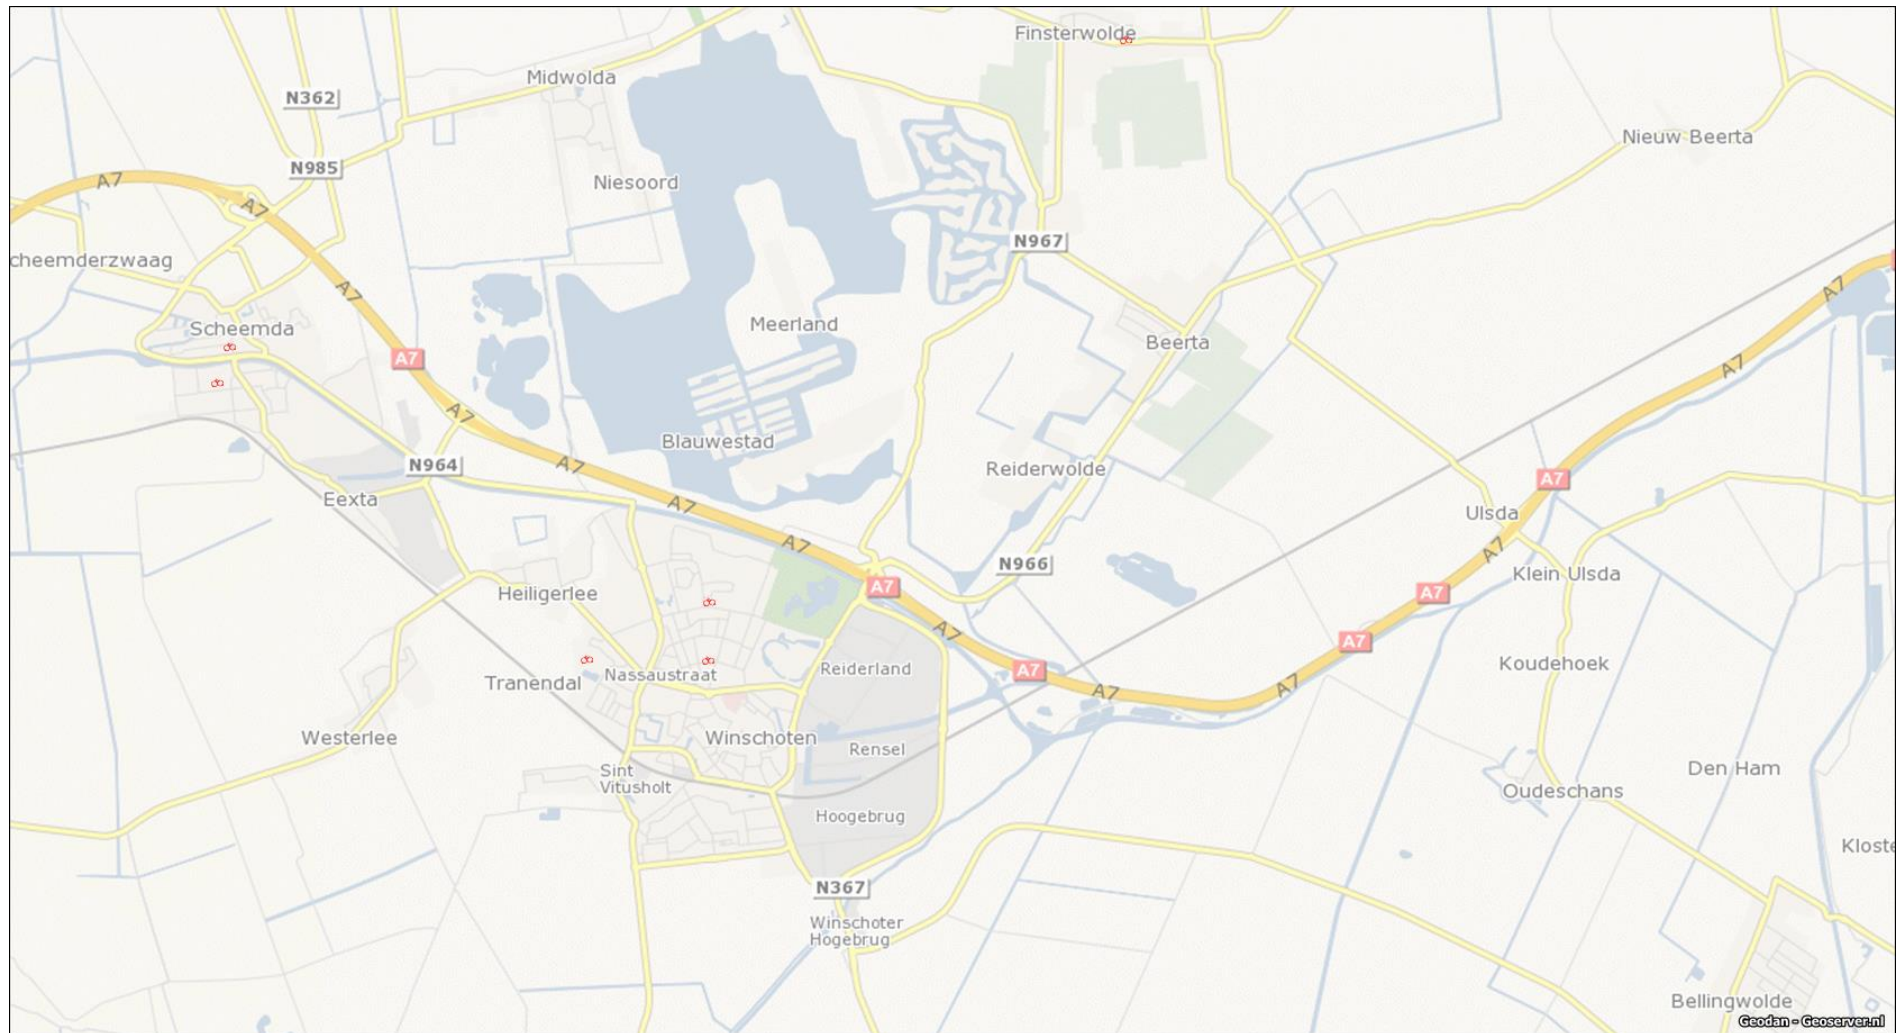 Finsterwolde
Midwolda
N362
Nieuw Beerta
N985
A7
Niesoord
A7
N967
cheemderzwaag
A7
A7
Scheemda
Meerland
Beerta
A7
A7
A7
Blauwestad
N964
A7
Reiderwolde
A7
Eexta
A7
Ulsda
A7
A7
N966
Klein Ulsda
A7
Heiligerlee
A7
A7
A7
Koudehoek
Reiderland
A7
Nassaustraat
Tranendal
A7
A7
Westerlee
Winschoten
Rensel
Den Ham
Sint
Vitusholt
Oudeschans
Hoogebrug
Kloste
N367
Winschoter
Hogebrug
Bellingwolde
Geodan - Geoserver.nl